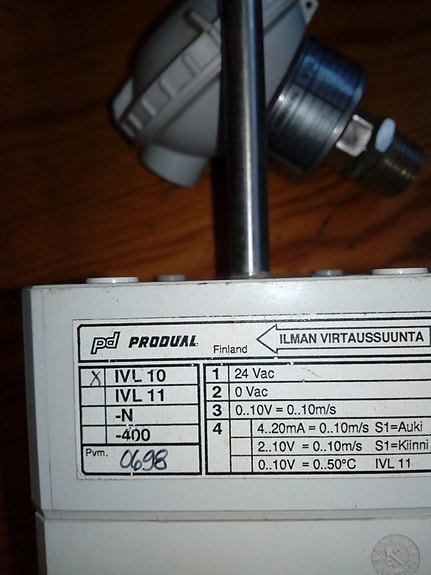 pd PRODUAL Finland
ILMAN VIRTAUSSUUNTA
X IVL 10
IVL 11
-N
-400
Pvm. 0698
1 24 Vac
2 0 Vac
3 0..10V = 0..10m/s
4 4..20mA = 0..10m/s S1=Auki
2..10V = 0..10m/s S1=Kiinni
0..10V = 0..50°C IVL 11